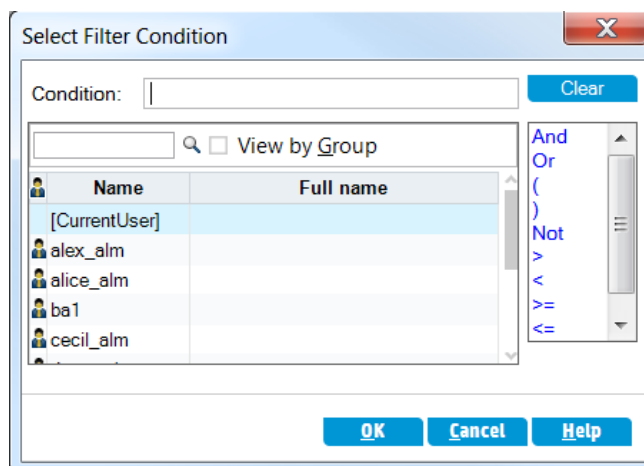 Select Filter Condition X
Condition: Clear
View by Group And
Or
Name Full name (
[CurrentUser] )
alex_alm Not
alice_alm >
ba1 <
cecil_alm >=
<=
OK Cancel Help